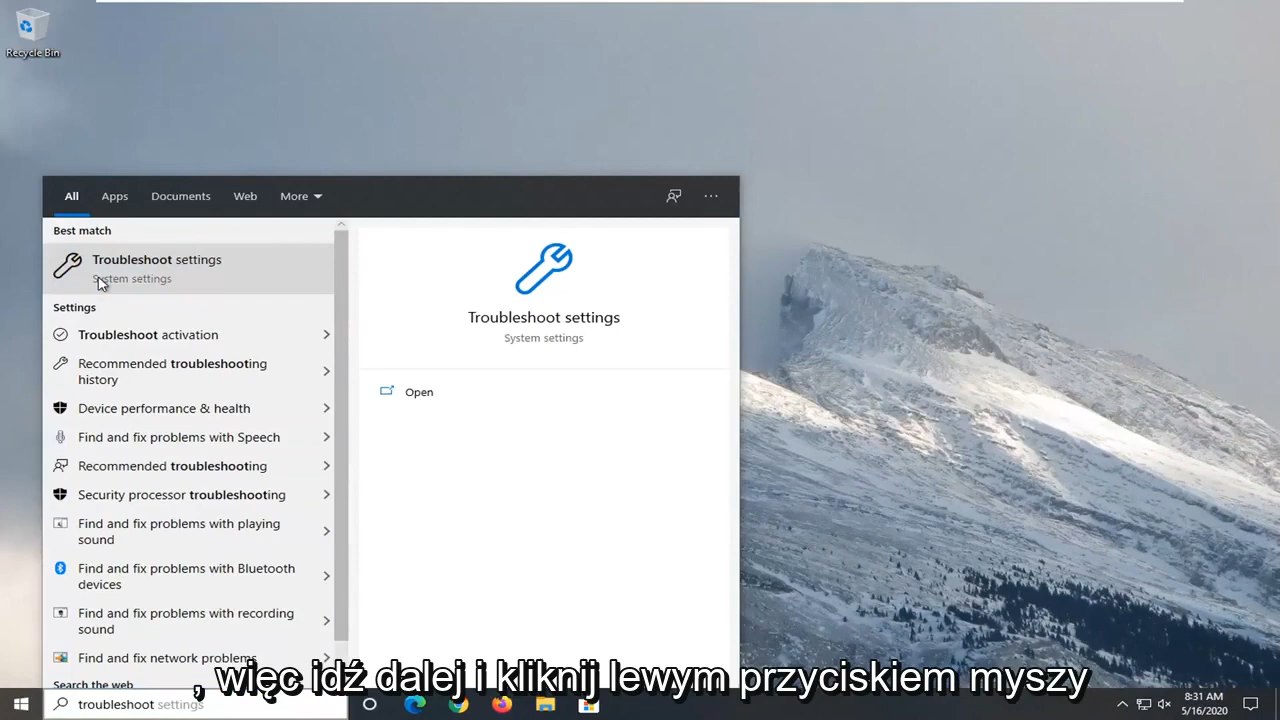 Recycle Bin
All
Apps
Documents
Web
More
Best match
Troubleshoot settings
System settings
Settings
Troubleshoot activation
Recommended troubleshooting
history
Device performance & health
Find and fix problems with Speech
Recommended troubleshooting
Security processor troubleshooting
Find and fix problems with playing
sound
Find and fix problems with Bluetooth
devices
Find and fix problems with recording
sound
Find and fix network problems
Search the web
Troubleshoot settings
System settings
Open
, więc idź dalej i kliknij lewym przyciskiem myszy
troubleshoot settings
8:31 AM
5/16/2020